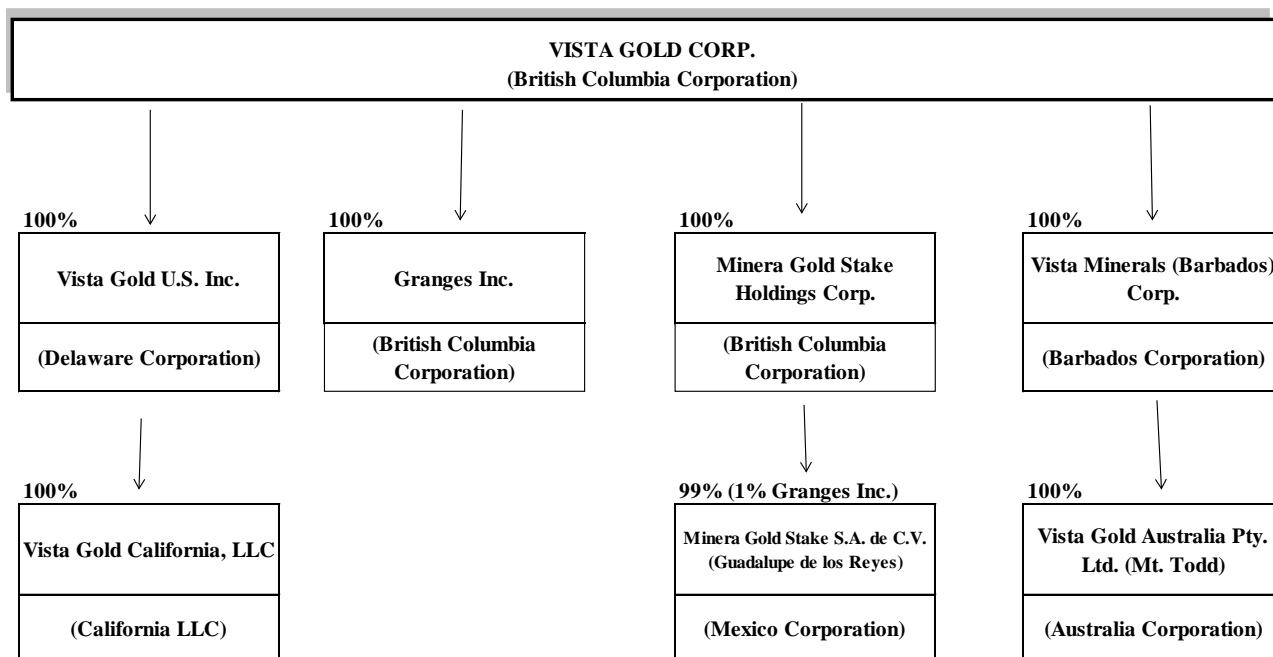 VISTA GOLD CORP.
(British Columbia Corporation)
100%
100%
100%
100%
Vista Gold U.S. Inc.
(Delaware Corporation)
Granges Inc.
(British Columbia
Corporation)
Minera Gold Stake
Holdings Corp.
(British Columbia
Corporation)
Vista Minerals (Barbados)
Corp.
(Barbados Corporation)
100%
99% (1% Granges Inc.)
100%
Vista Gold California, LLC
(California LLC)
Minera Gold Stake S.A. de C.V.
(Guadalupe de los Reyes)
(Mexico Corporation)
Vista Gold Australia Pty.
Ltd. (Mt. Todd)
(Australia Corporation)